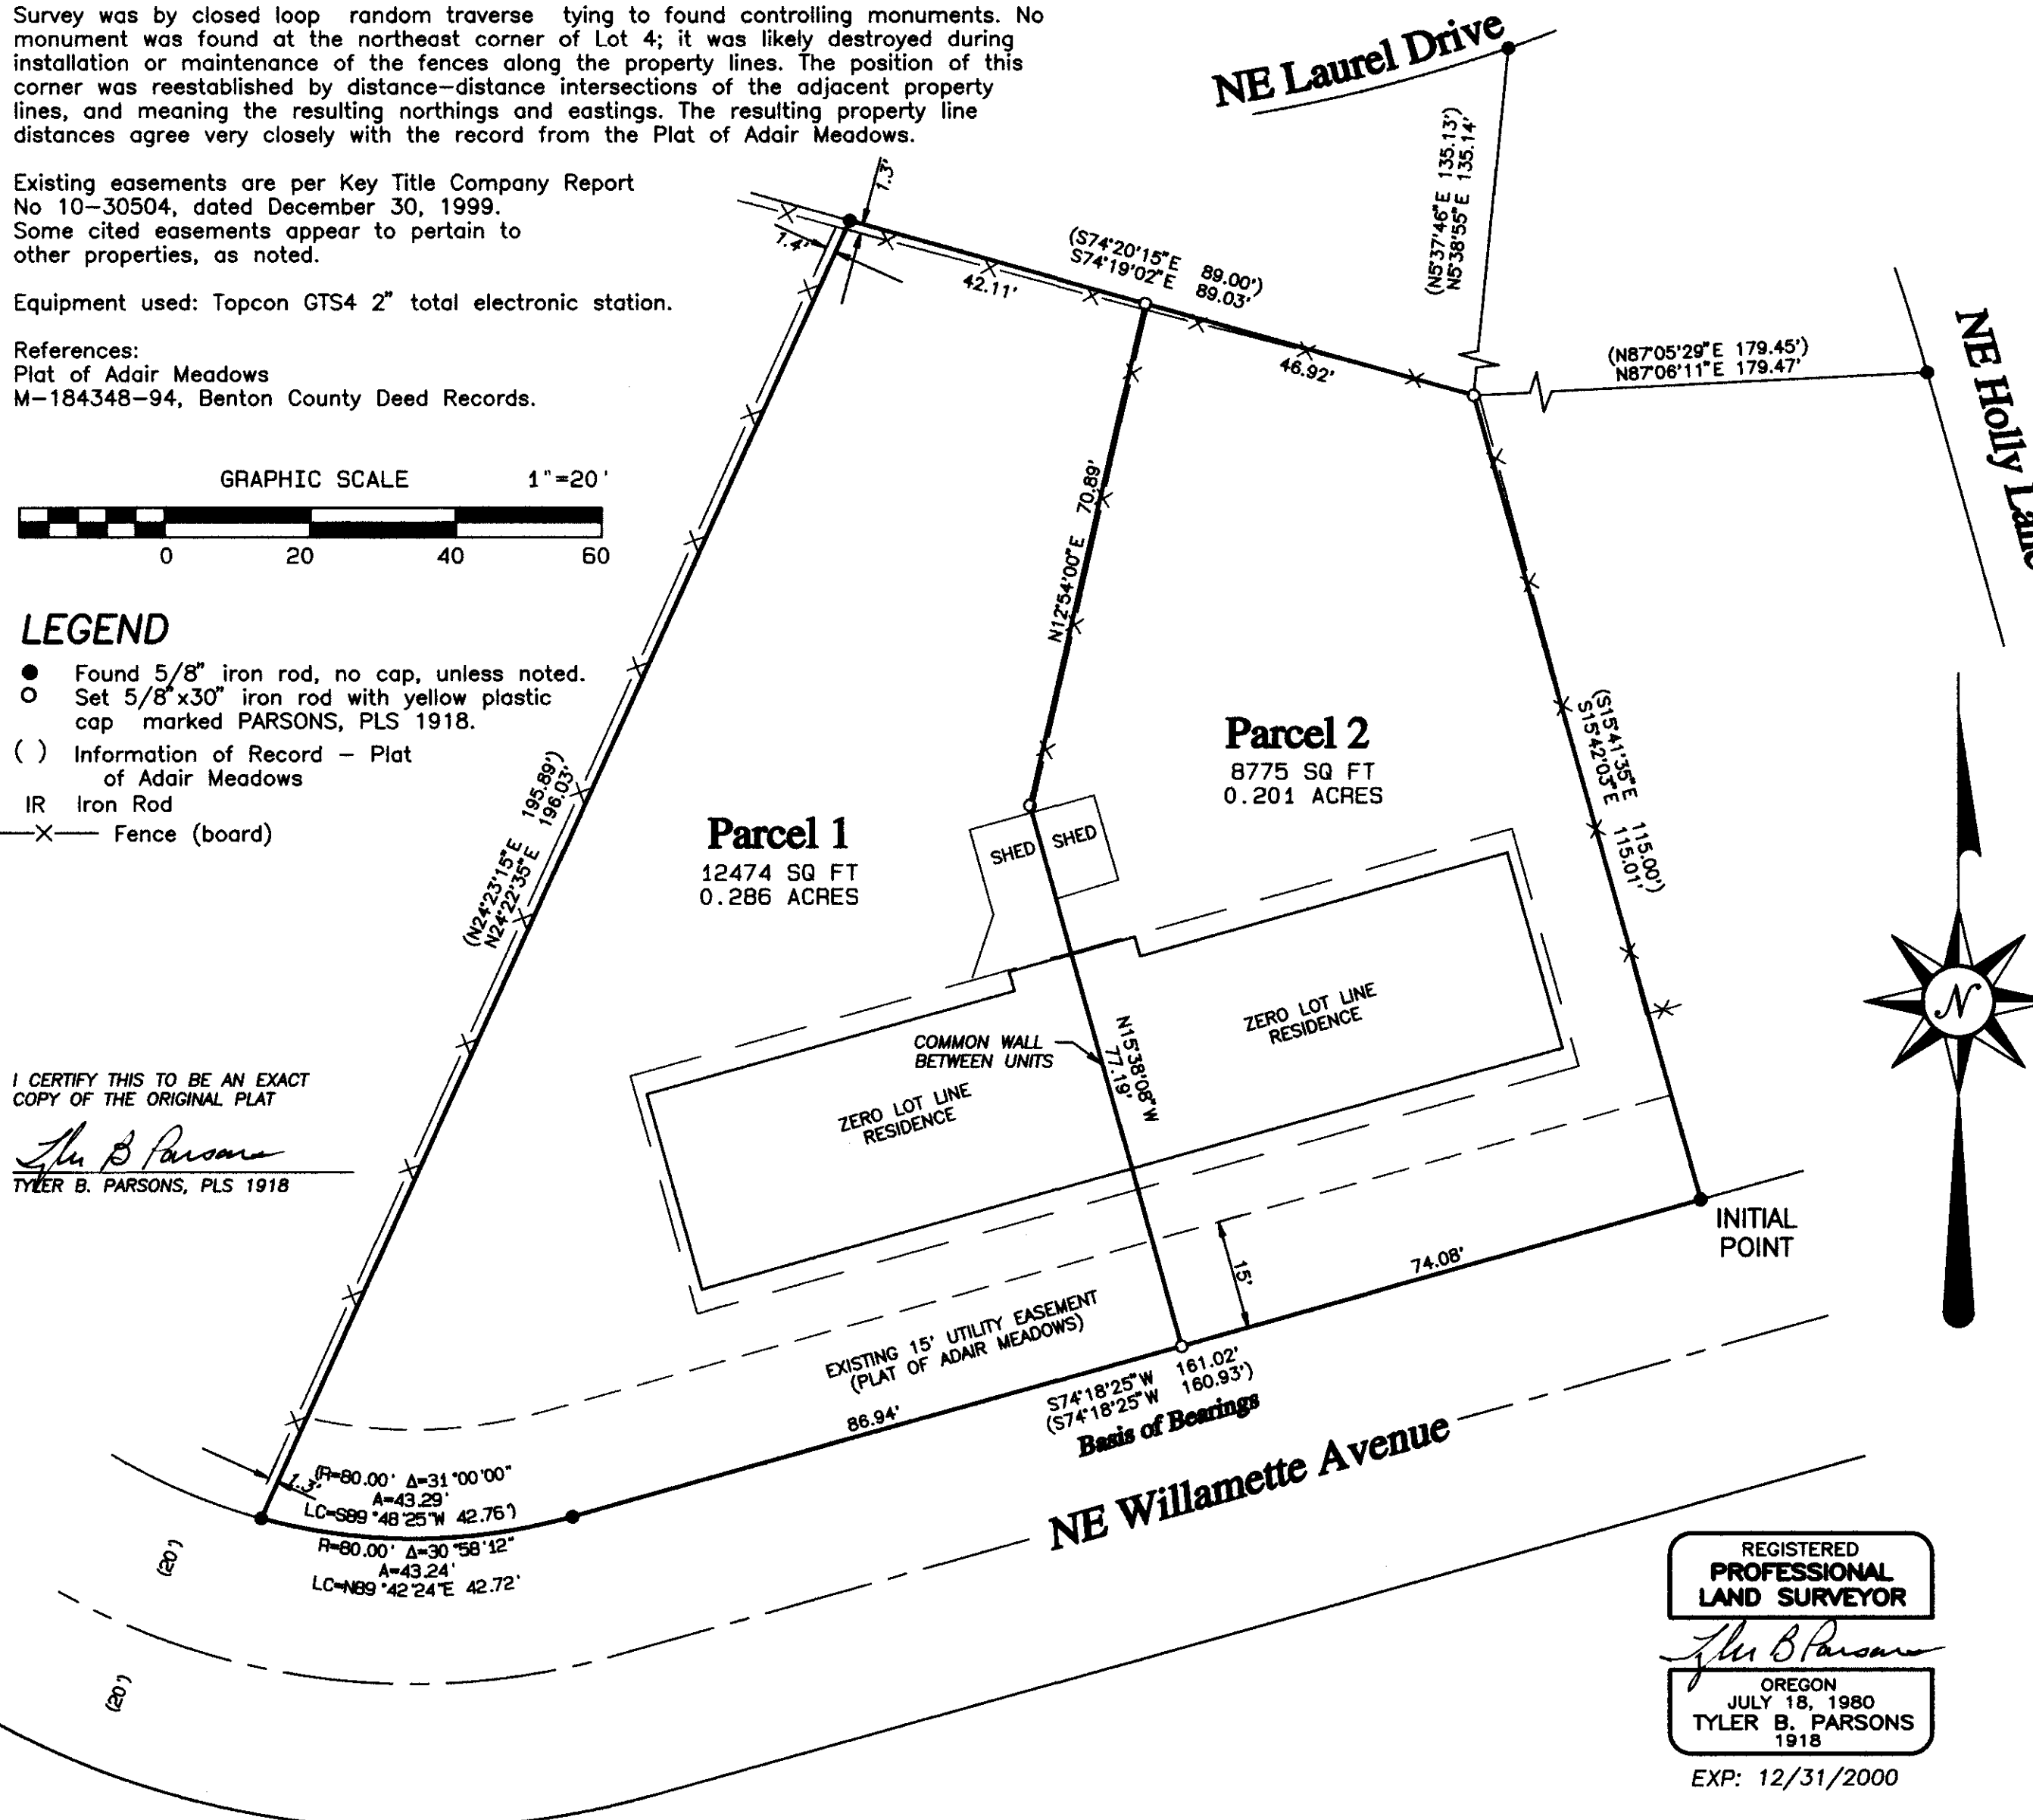 Survey was by closed loop random traverse tying to found controlling monuments. No
monument was found at the northeast corner of Lot 4; it was likely destroyed during
installation or maintenance of the fences along the property lines. The position of this
corner was reestablished by distance-distance intersections of the adjacent property
lines, and meaning the resulting northings and eastings. The resulting property line
distances agree very closely with the record from the Plat of Adair Meadows.
Existing easements are per Key Title Company Report
No 10-30504, dated December 30, 1999.
Some cited easements appear to pertain to
other properties, as noted.
Equipment used: Topcon GTS4 2" total electronic station.
References:
Plat of Adair Meadows
M-184348-94, Benton County Deed Records.
GRAPHIC SCALE 1"=20'
0 20 40 60
LEGEND
Found 5/8" iron rod, no cap, unless noted.
Set 5/8"x30" iron rod with yellow plastic
cap marked PARSONS, PLS 1918.
( ) Information of Record - Plat
of Adair Meadows
IR Iron Rod
—X— Fence (board)
I CERTIFY THIS TO BE AN EXACT
COPY OF THE ORIGINAL PLAT
Tyler B Parsons
TYLER B. PARSONS, PLS 1918
NE Laurel Drive
(N5°37'46"E 135.13')
N5°38'55"E 135.14'
1.3'
1.4'
42.11'
(S74°20'15"E 89.00')
S74°19'02"E 89.03'
46.92'
(N87°05'29"E 179.45')
N87°06'11"E 179.47'
NE Holly Lane
N12°54'00"E 70.89'
(N24°23'15"E 195.89')
N24°22'35"E 196.03'
(S15°41'35"E 115.00')
S15°42'03"E 115.01'
Parcel 1
12474 SQ FT
0.286 ACRES
Parcel 2
8775 SQ FT
0.201 ACRES
SHED
SHED
COMMON WALL
BETWEEN UNITS
N15°38'08"W
77.19'
ZERO LOT LINE
RESIDENCE
ZERO LOT LINE
RESIDENCE
N
INITIAL
POINT
15'
74.08'
EXISTING 15' UTILITY EASEMENT
(PLAT OF ADAIR MEADOWS)
86.94'
S74°18'25"W 161.02'
(S74°18'25"W 160.93')
Basis of Bearings
NE Willamette Avenue
1.3'
(R=80.00' Δ=31°00'00"
A=43.29'
LC=S89°48'25"W 42.76')
R=80.00' Δ=30°58'12"
A=43.24'
LC=N89°42'24"E 42.72'
(20')
(20')
REGISTERED
PROFESSIONAL
LAND SURVEYOR
Tyler B Parsons
OREGON
JULY 18, 1980
TYLER B. PARSONS
1918
EXP: 12/31/2000